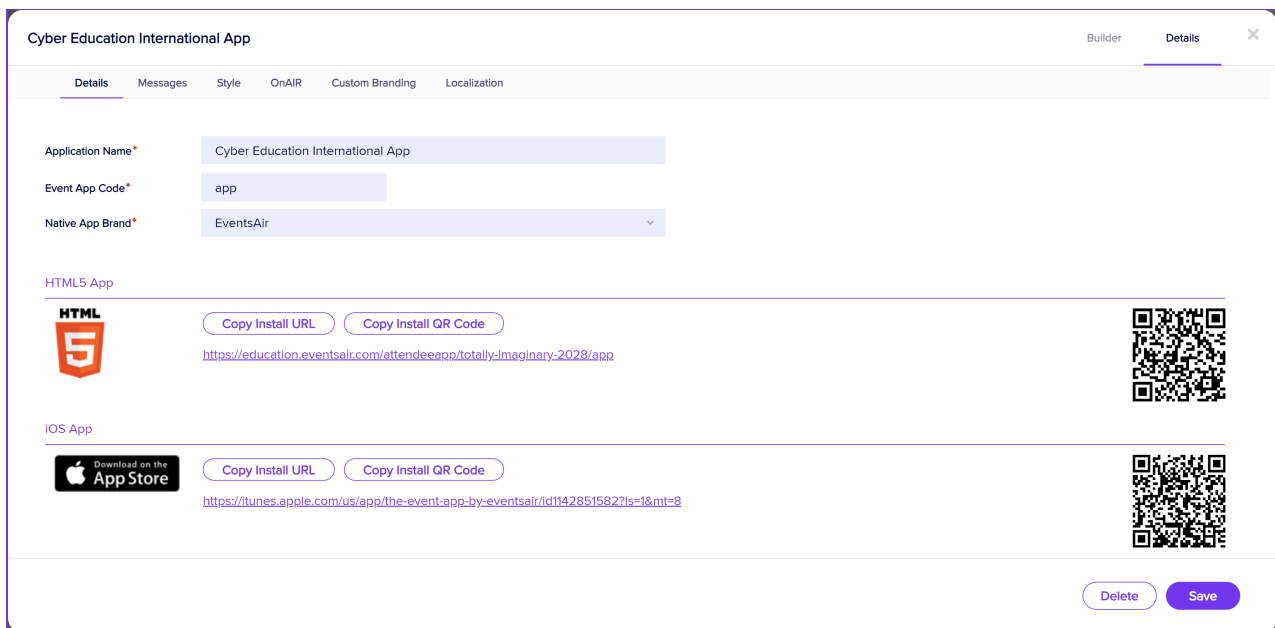 Cyber Education International App
Builder
Details
Details
Messages
Style
OnAIR
Custom Branding
Localization
Application Name*
Cyber Education International App
Event App Code*
app
Native App Brand*
EventsAir
HTML5 App
HTML
5
Copy Install URL
Copy Install QR Code
https://education.eventsair.com/attendeeapp/totally-imaginary-2028/app
iOS App
Download on the
App Store
Copy Install URL
Copy Install QR Code
https://itunes.apple.com/us/app/the-event-app-by-eventsair/id1142851582?ls=1&mt=8
Delete
Save